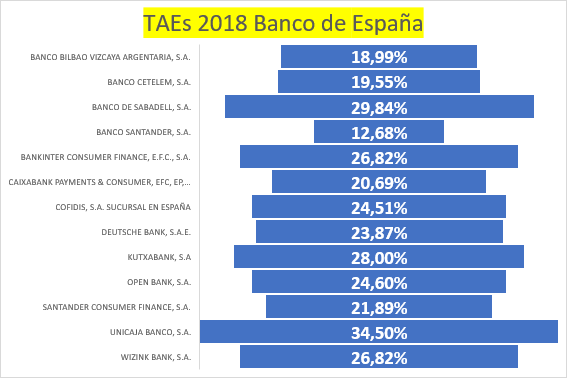 TAEs 2018 Banco de España
BANCO BILBAO VIZCAYA ARGENTARIA, S.A. 18,99%
BANCO CETELEM, S.A. 19,55%
BANCO DE SABADELL, S.A. 29,84%
BANCO SANTANDER, S.A. 12,68%
BANKINTER CONSUMER FINANCE, E.F.C., S.A. 26,82%
CAIXABANK PAYMENTS & CONSUMER, EFC, EP,... 20,69%
COFIDIS, S.A. SUCURSAL EN ESPAÑA 24,51%
DEUTSCHE BANK, S.A.E. 23,87%
KUTXABANK, S.A 28,00%
OPEN BANK, S.A. 24,60%
SANTANDER CONSUMER FINANCE, S.A. 21,89%
UNICAJA BANCO, S.A. 34,50%
WIZINK BANK, S.A. 26,82%